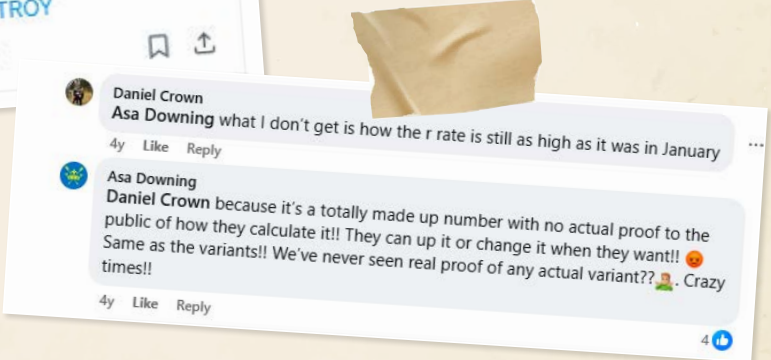 TROY
Daniel Crown
Asa Downing what I don't get is how the r rate is still as high as it was in January
4y Like Reply
Asa Downing
Daniel Crown because it's a totally made up number with no actual proof to the
public of how they calculate it!! They can up it or change it when they want!! 😡
Same as the variants!! We've never seen real proof of any actual variant??🤷🏼. Crazy
times!!
4y Like Reply
4